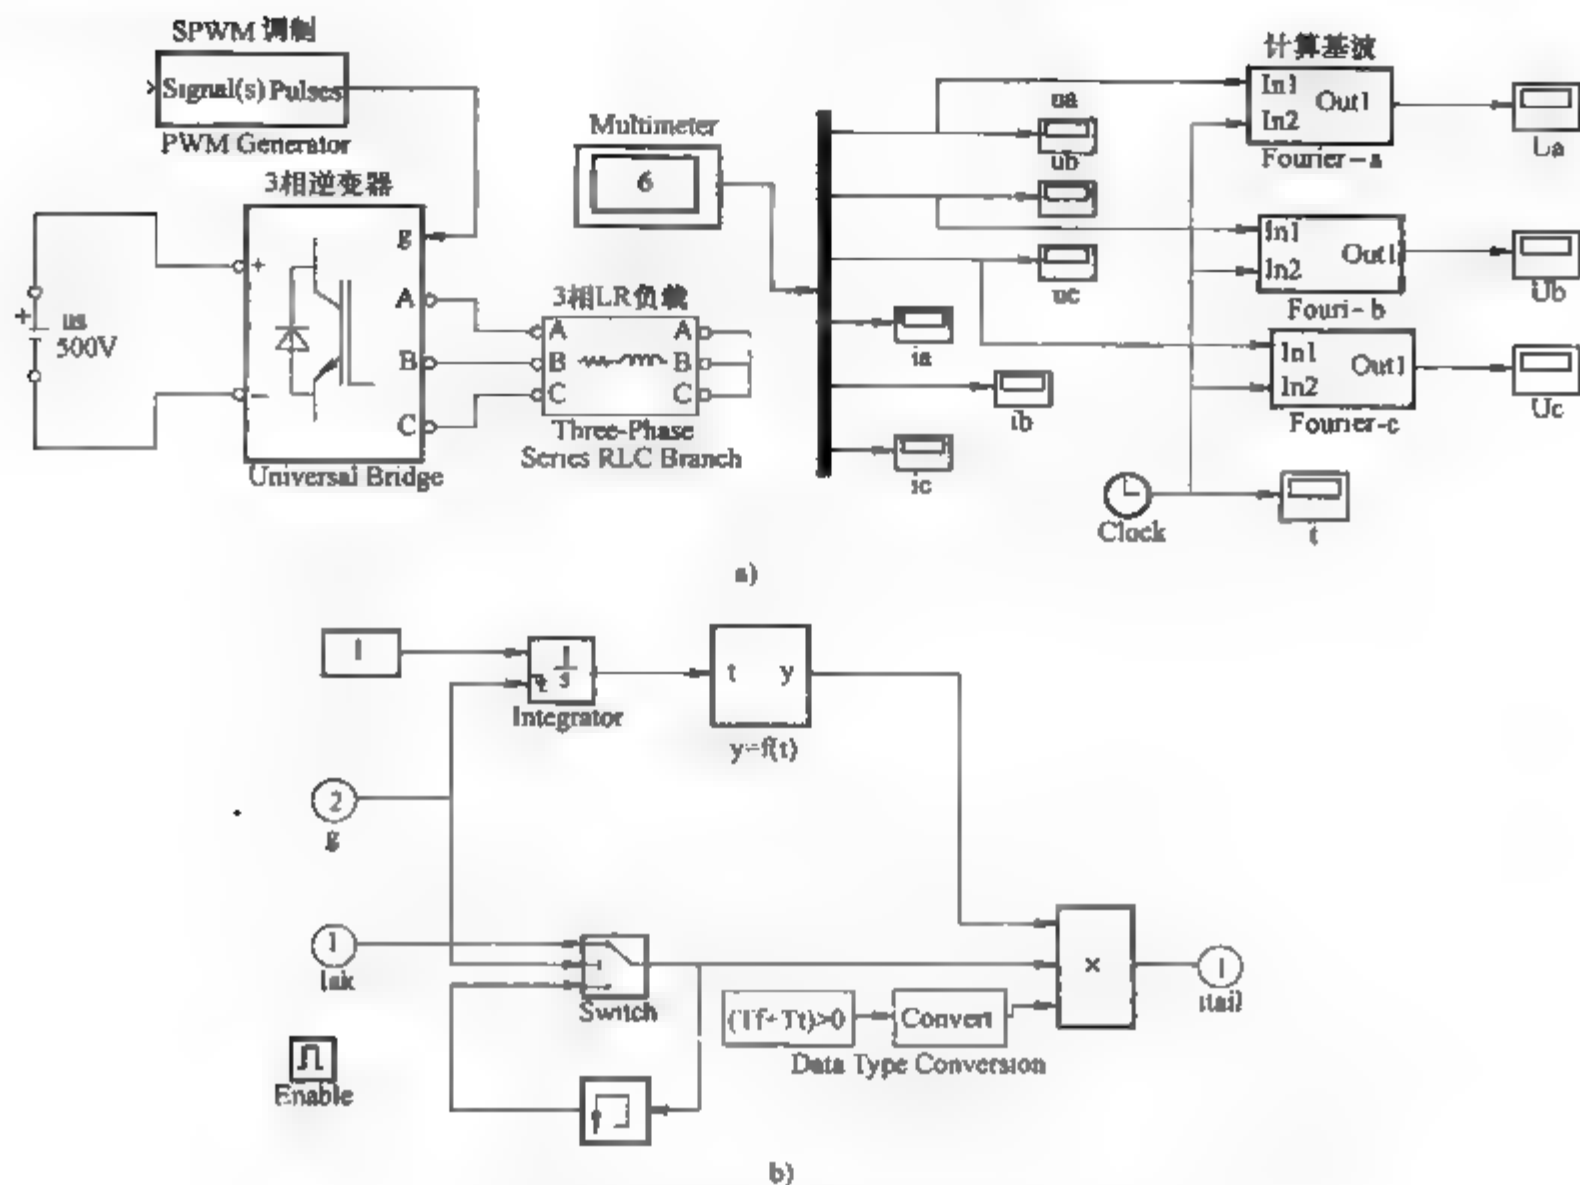 SPWM 调制
Signal(s) Pulses
PWM Generator
3相逆变器
g
+
A
B
C
−
Universal Bridge
+
us
500V
3相LR负载
A A
B B
C C
Three-Phase
Series RLC Branch
Multimeter
6
ua
ub
uc
ia
ib
ic
计算基波
In1
Out1
In2
Fourier-a
In1
Out1
In2
Fouri-b
Ub
In1
Out1
In2
Fourier-c
Uc
Clock
t
a)
1
1
s
Integrator
t y
y=f(t)
2
g
1
Iak
Switch
×
1
(Tf+Tt)>0
Convert
Data Type Conversion
Enable
b)